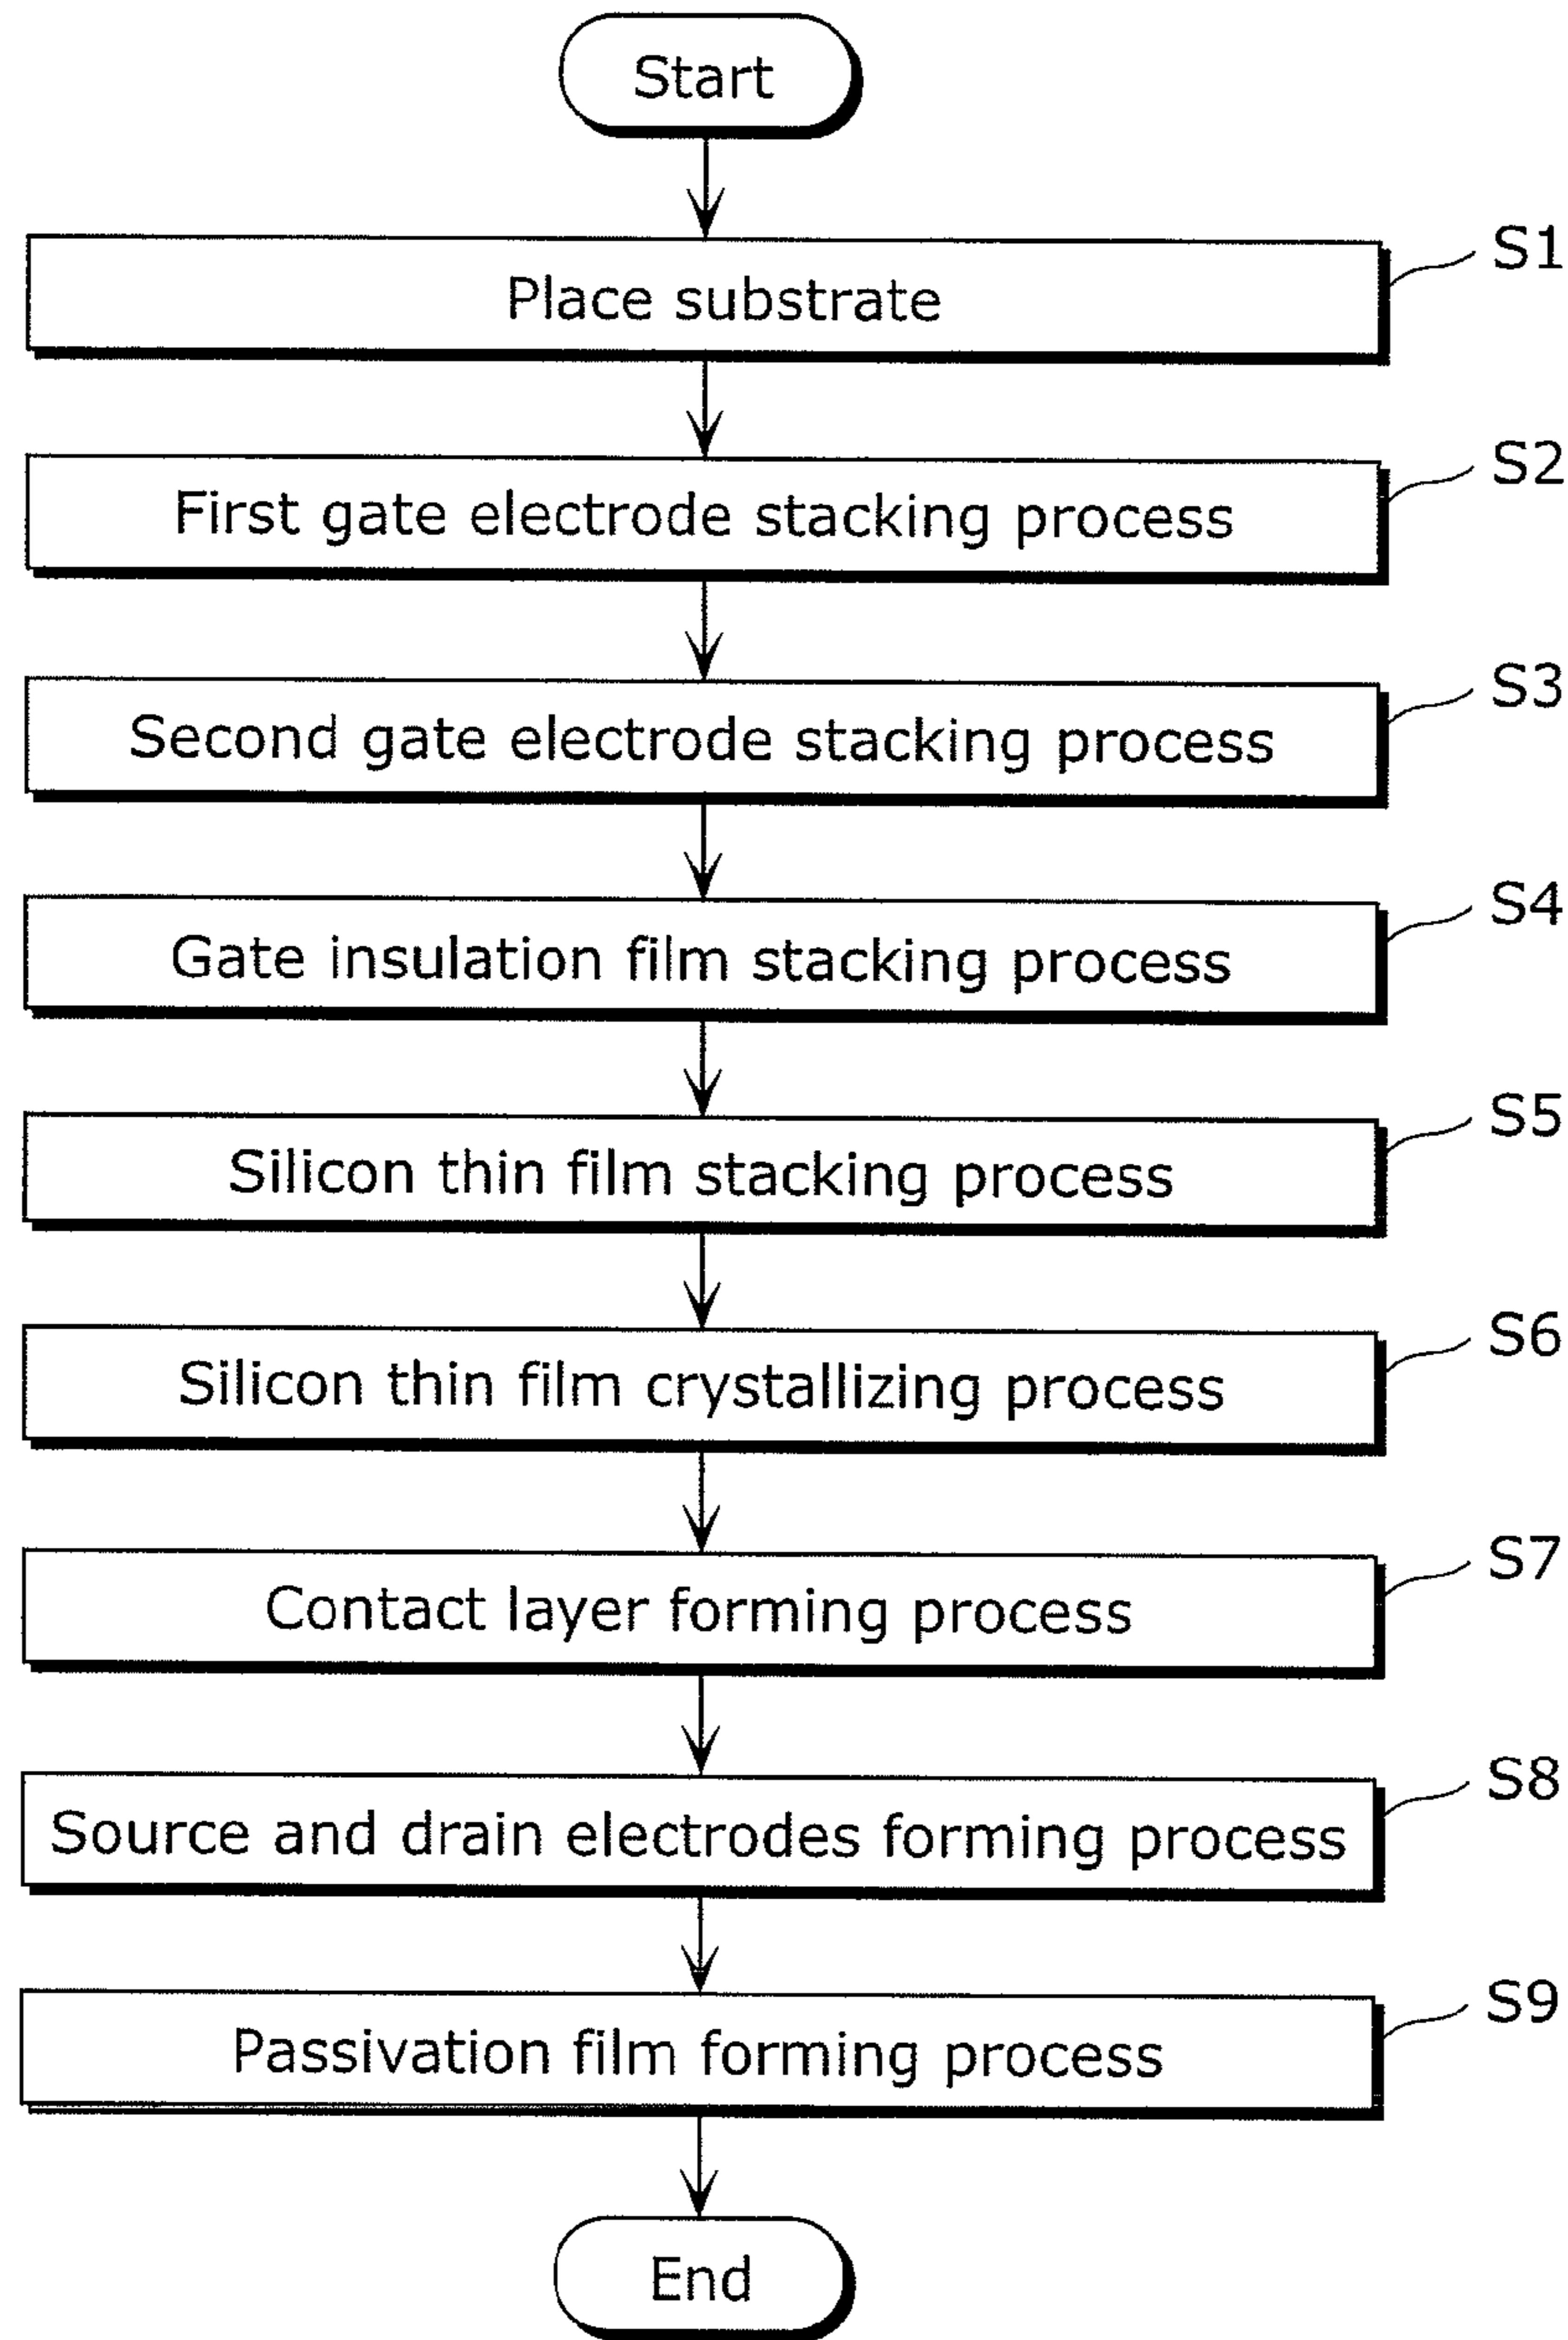 Start
Place substrate
S1
First gate electrode stacking process
S2
Second gate electrode stacking process
S3
Gate insulation film stacking process
S4
Silicon thin film stacking process
S5
Silicon thin film crystallizing process
S6
Contact layer forming process
S7
Source and drain electrodes forming process
S8
Passivation film forming process
S9
End